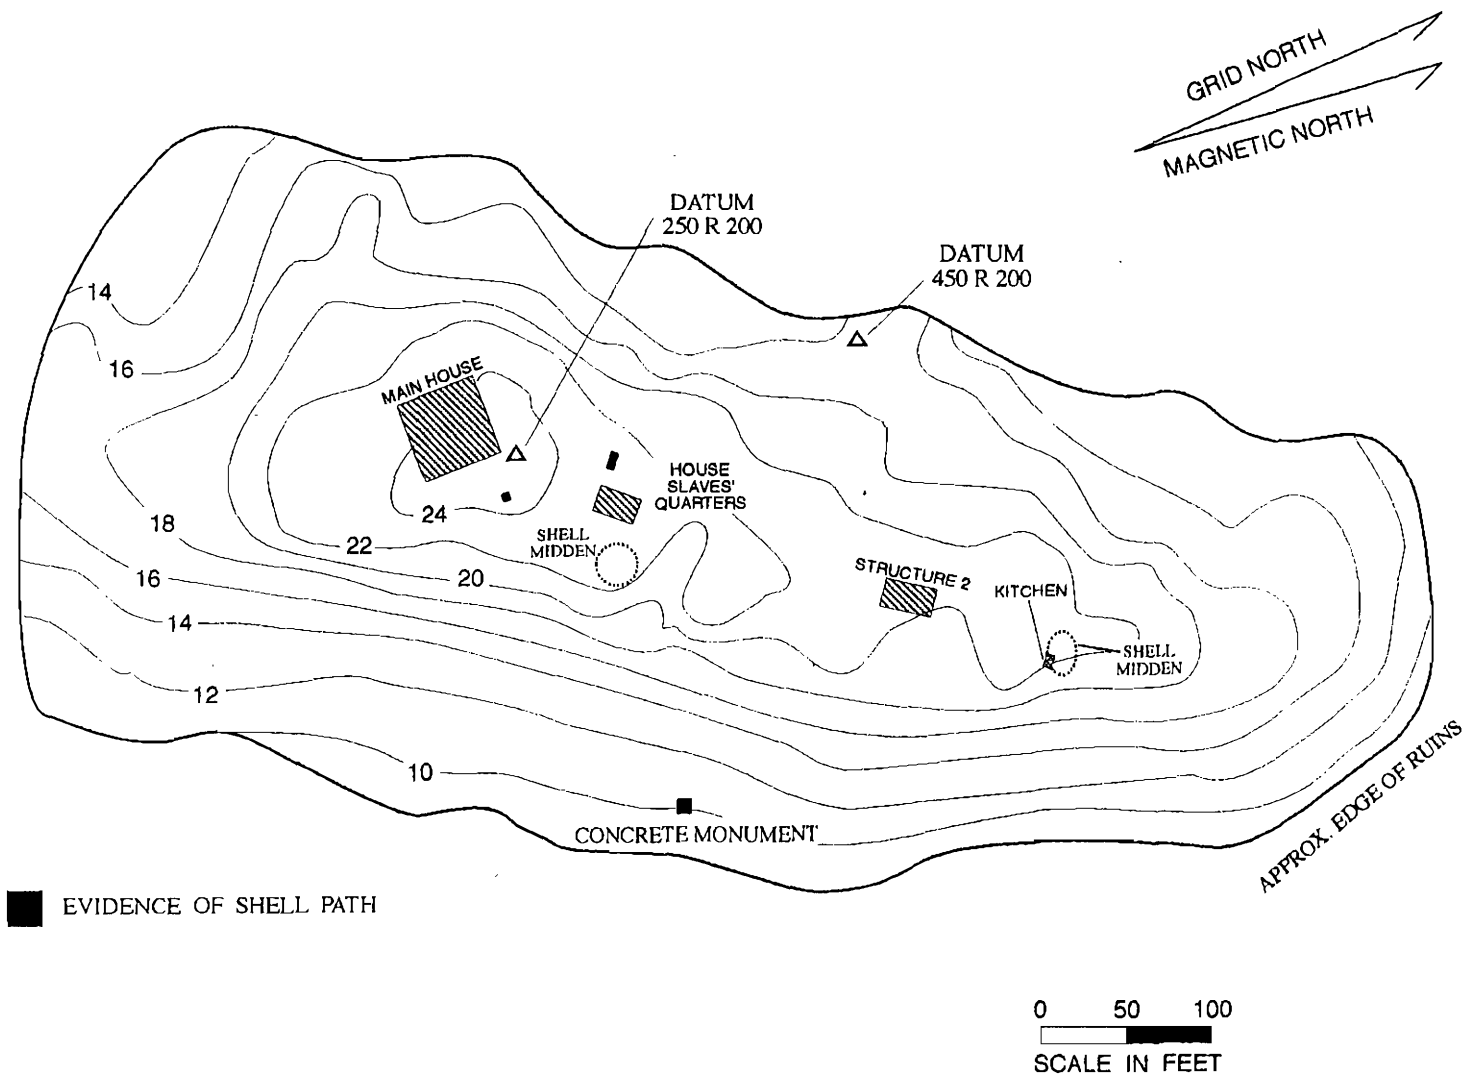 GRID NORTH
MAGNETIC NORTH
DATUM
250 R 200
DATUM
450 R 200
14
16
MAIN HOUSE
HOUSE
SLAVES'
QUARTERS
24
18
SHELL
MIDDEN
22
20
16
STRUCTURE 2
KITCHEN
14
SHELL
MIDDEN
12
10
CONCRETE MONUMENT
APPROX. EDGE OF RUINS
EVIDENCE OF SHELL PATH
0 50 100
SCALE IN FEET